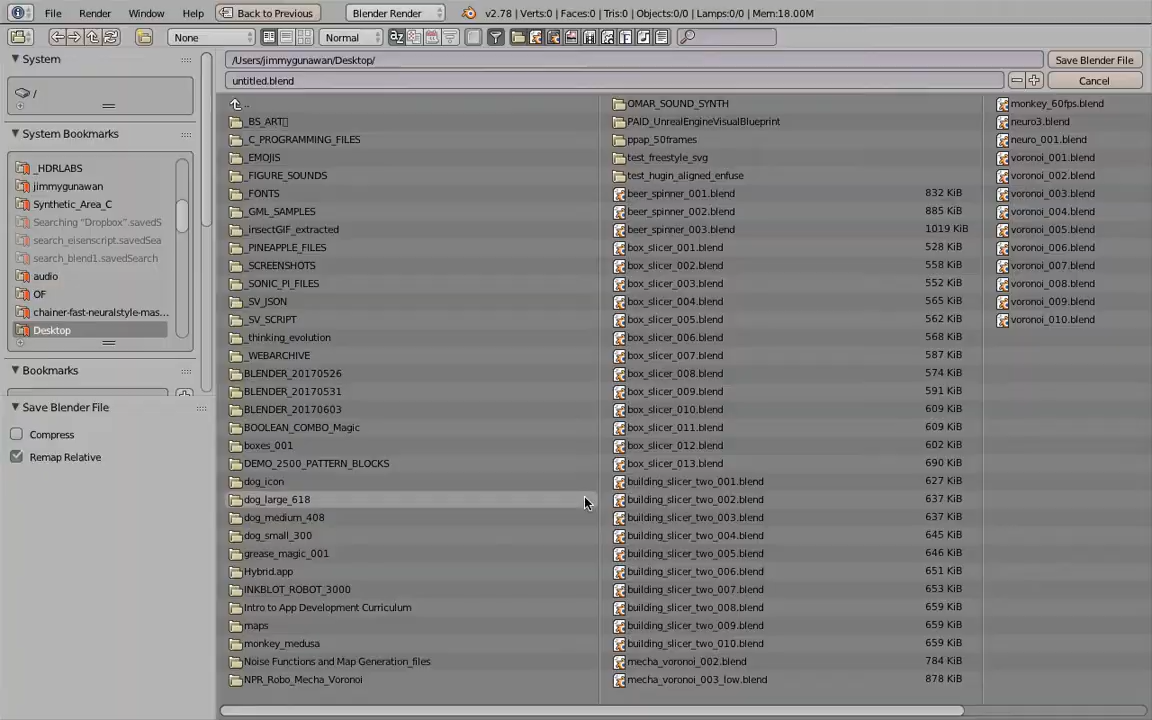 File Render Window Help Back to Previous Blender Render v2.78 | Verts:0 | Faces:0 | Tris:0 | Objects:0/0 | Lamps:0/0 | Mem:18.00M
None Normal
System
/
System Bookmarks
_HDRLABS
jimmygunawan
Synthetic_Area_C
Searching "Dropbox".savedS
search_eisenscript.savedSea
search_blend1.savedSearch
audio
OF
chainer-fast-neuralstyle-mas...
Desktop
Bookmarks
Save Blender File
Compress
Remap Relative
/Users/jimmygunawan/Desktop/ Save Blender File
untitled.blend Cancel
..
_BS_ART
_C_PROGRAMMING_FILES
_EMOJIS
_FIGURE_SOUNDS
_FONTS
_GML_SAMPLES
_insectGIF_extracted
_PINEAPPLE_FILES
_SCREENSHOTS
_SONIC_PI_FILES
_SV_JSON
_SV_SCRIPT
_thinking_evolution
_WEBARCHIVE
BLENDER_20170526
BLENDER_20170531
BLENDER_20170603
BOOLEAN_COMBO_Magic
boxes_001
DEMO_2500_PATTERN_BLOCKS
dog_icon
dog_large_618
dog_medium_408
dog_small_300
grease_magic_001
Hybrid.app
INKBLOT_ROBOT_3000
Intro to App Development Curriculum
maps
monkey_medusa
Noise Functions and Map Generation_files
NPR_Robo_Mecha_Voronoi
OMAR_SOUND_SYNTH
PAID_UnrealEngineVisualBlueprint
ppap_50frames
test_freestyle_svg
test_hugin_aligned_enfuse
beer_spinner_001.blend 832 KiB
beer_spinner_002.blend 885 KiB
beer_spinner_003.blend 1019 KiB
box_slicer_001.blend 528 KiB
box_slicer_002.blend 558 KiB
box_slicer_003.blend 552 KiB
box_slicer_004.blend 565 KiB
box_slicer_005.blend 562 KiB
box_slicer_006.blend 568 KiB
box_slicer_007.blend 587 KiB
box_slicer_008.blend 574 KiB
box_slicer_009.blend 591 KiB
box_slicer_010.blend 609 KiB
box_slicer_011.blend 609 KiB
box_slicer_012.blend 602 KiB
box_slicer_013.blend 690 KiB
building_slicer_two_001.blend 627 KiB
building_slicer_two_002.blend 637 KiB
building_slicer_two_003.blend 637 KiB
building_slicer_two_004.blend 645 KiB
building_slicer_two_005.blend 646 KiB
building_slicer_two_006.blend 651 KiB
building_slicer_two_007.blend 653 KiB
building_slicer_two_008.blend 659 KiB
building_slicer_two_009.blend 659 KiB
building_slicer_two_010.blend 659 KiB
mecha_voronoi_002.blend 784 KiB
mecha_voronoi_003_low.blend 878 KiB
monkey_60fps.blend
neuro3.blend
neuro_001.blend
voronoi_001.blend
voronoi_002.blend
voronoi_003.blend
voronoi_004.blend
voronoi_005.blend
voronoi_006.blend
voronoi_007.blend
voronoi_008.blend
voronoi_009.blend
voronoi_010.blend